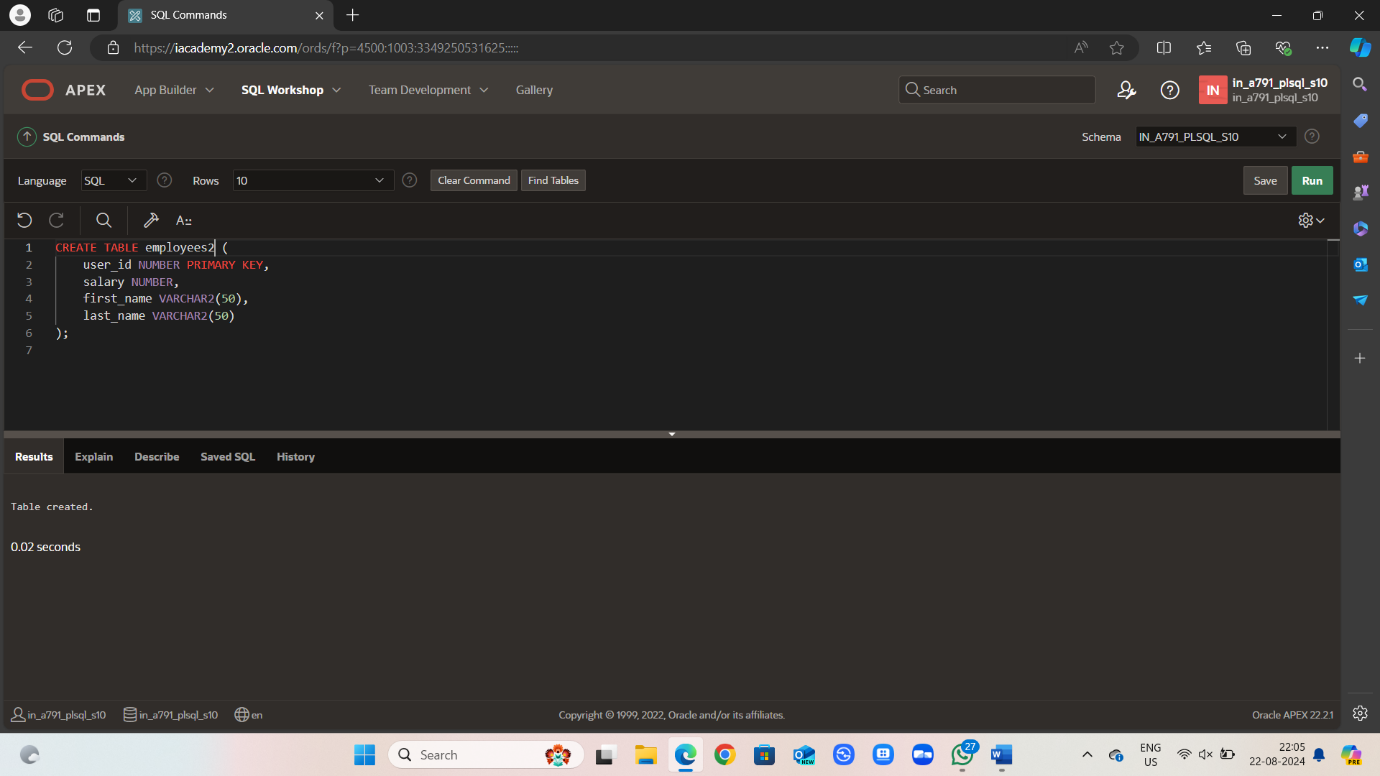 SQL Commands
https://iacademy2.oracle.com/ords/f?p=4500:1003:3349250531625:::::
APEX App Builder SQL Workshop Team Development Gallery Search IN in_a791_plsql_s10
in_a791_plsql_s10
SQL Commands Schema IN_A791_PLSQL_S10
Language SQL Rows 10 Clear Command Find Tables Save Run
A::
1 CREATE TABLE employees2 (
2 user_id NUMBER PRIMARY KEY,
3 salary NUMBER,
4 first_name VARCHAR2(50),
5 last_name VARCHAR2(50)
6 );
7
Results Explain Describe Saved SQL History
Table created.
0.02 seconds
in_a791_plsql_s10 in_a791_plsql_s10 en Copyright © 1999, 2022, Oracle and/or its affiliates. Oracle APEX 22.2.1
Search NEW 27 W ENG 22:05 PRE
US 22-08-2024